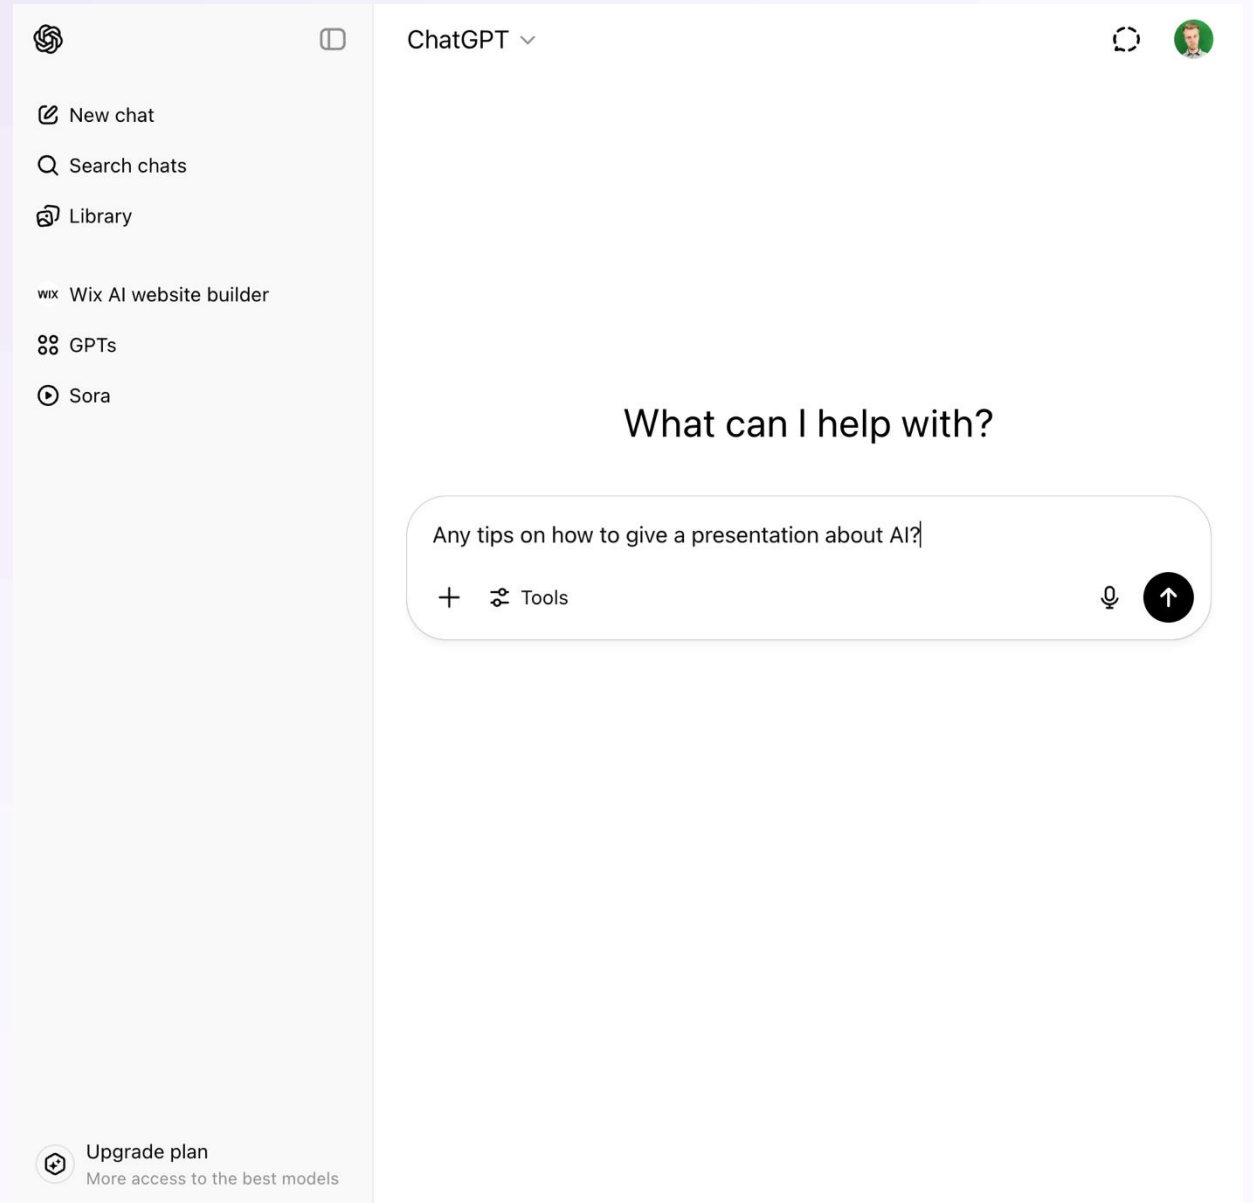 ChatGPT
New chat
Search chats
Library
WIX Wix AI website builder
GPTs
Sora
What can I help with?
Any tips on how to give a presentation about AI?
Tools
Upgrade plan
More access to the best models